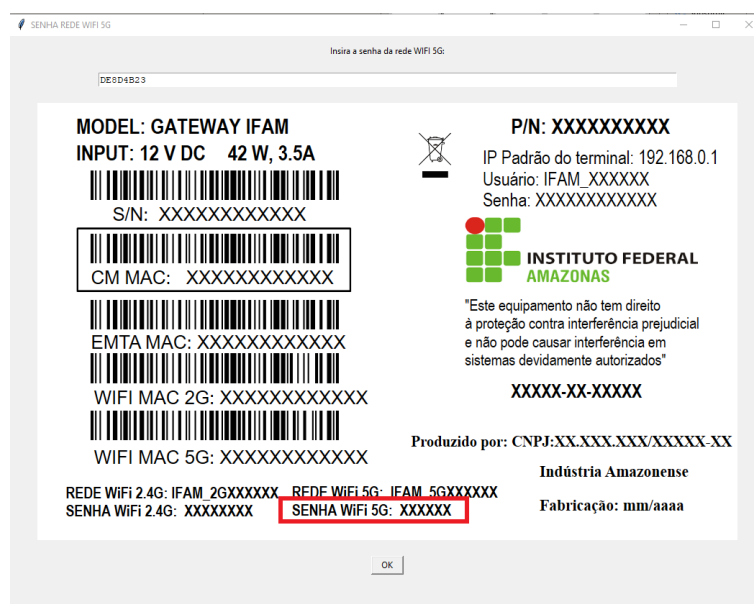 SENHA REDE WIFI 5G
Insira a senha da rede WIFI 5G:
DE8D4B23
MODEL: GATEWAY IFAM
INPUT: 12 V DC 42 W, 3.5A
S/N: XXXXXXXXXXXX
CM MAC: XXXXXXXXXXXX
EMTA MAC: XXXXXXXXXXXX
WIFI MAC 2G: XXXXXXXXXXXX
WIFI MAC 5G: XXXXXXXXXXXX
REDE WiFi 2.4G: IFAM_2GXXXXXX REDE WiFi 5G: IFAM_5GXXXXXX
SENHA WiFi 2.4G: XXXXXXXX SENHA WiFi 5G: XXXXXX
P/N: XXXXXXXXXX
IP Padrão do terminal: 192.168.0.1
Usuário: IFAM_XXXXXX
Senha: XXXXXXXXXXXX
INSTITUTO FEDERAL
AMAZONAS
"Este equipamento não tem direito
à proteção contra interferência prejudicial
e não pode causar interferência em
sistemas devidamente autorizados"
XXXXX-XX-XXXXX
Produzido por: CNPJ:XX.XXX.XXX/XXXXX-XX
Indústria Amazonense
Fabricação: mm/aaaa
OK